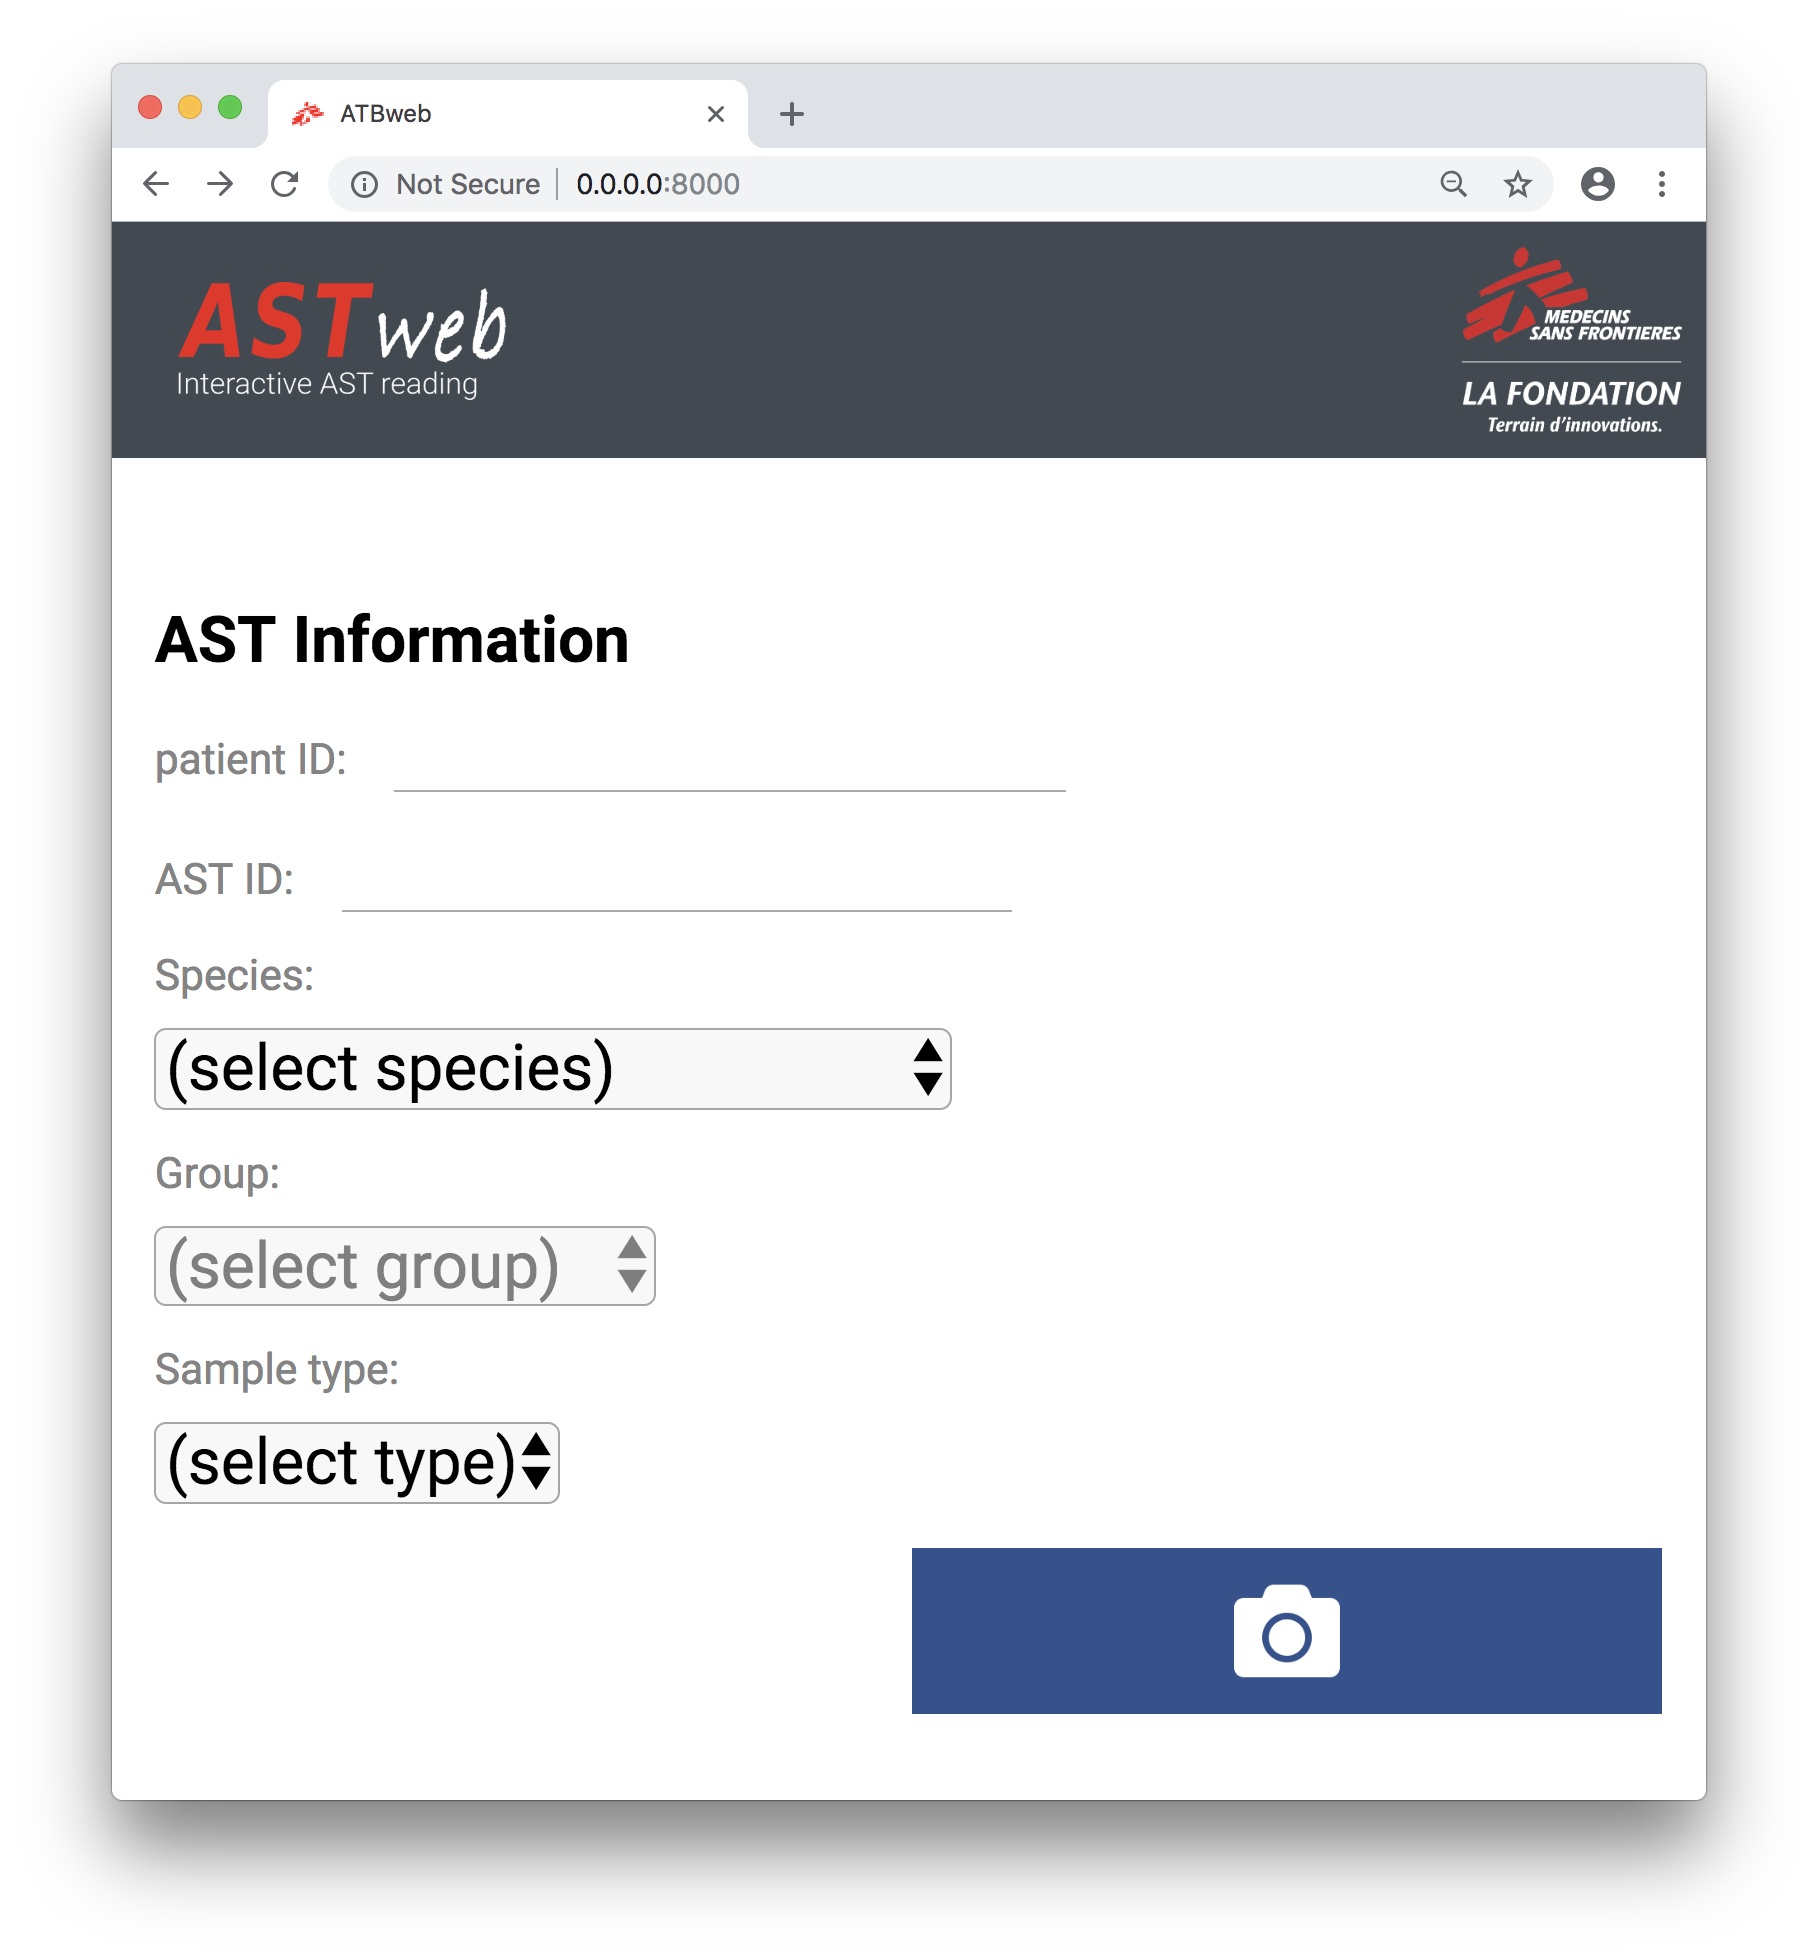 ATBweb
Not Secure
0.0.0.0:8000
ASTweb
Interactive AST reading
MEDECINS
SANS FRONTIERES
LA FONDATION
Terrain d'innovations.
AST Information
patient ID:
AST ID:
Species:
(select species)
Group:
(select group)
Sample type:
(select type)